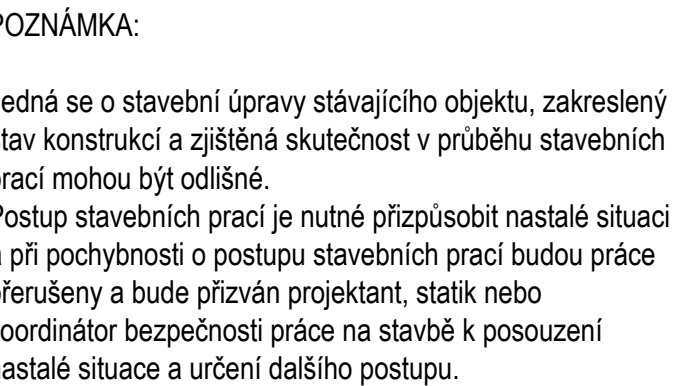 POZNÁMKA:

Jedná se o stavební úpravy stávajícího objektu, zakreslený
stav konstrukcí a zjištěná skutečnost v průběhu stavebních
prací mohou být odlišné.
Postup stavebních prací je nutné přizpůsobit nastalé situaci
a při pochybnosti o postupu stavebních prací budou práce
přerušeny a bude přizván projektant, statik nebo
koordinátor bezpečnosti práce na stavbě k posouzení
nastalé situace a určení dalšího postupu.